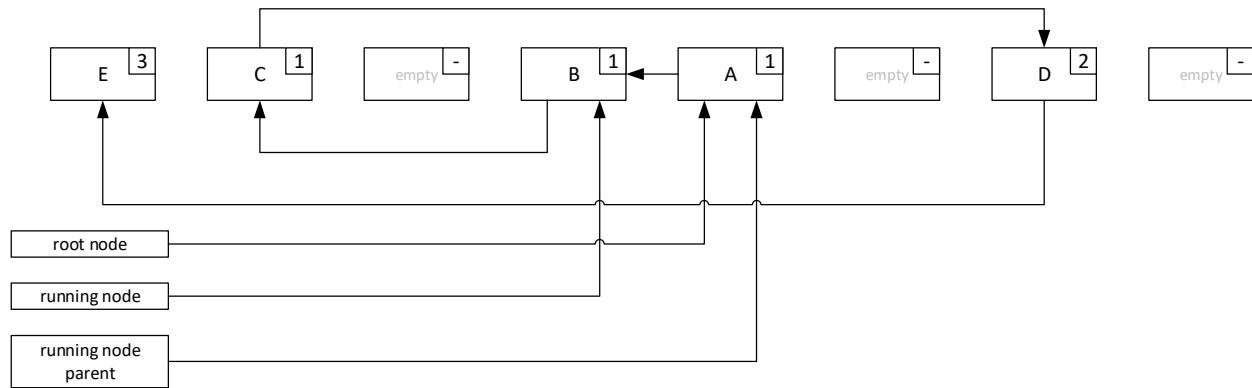 E
3
C
1
empty
-
B
1
A
1
empty
-
D
2
empty
-
root node
running node
running node
parent